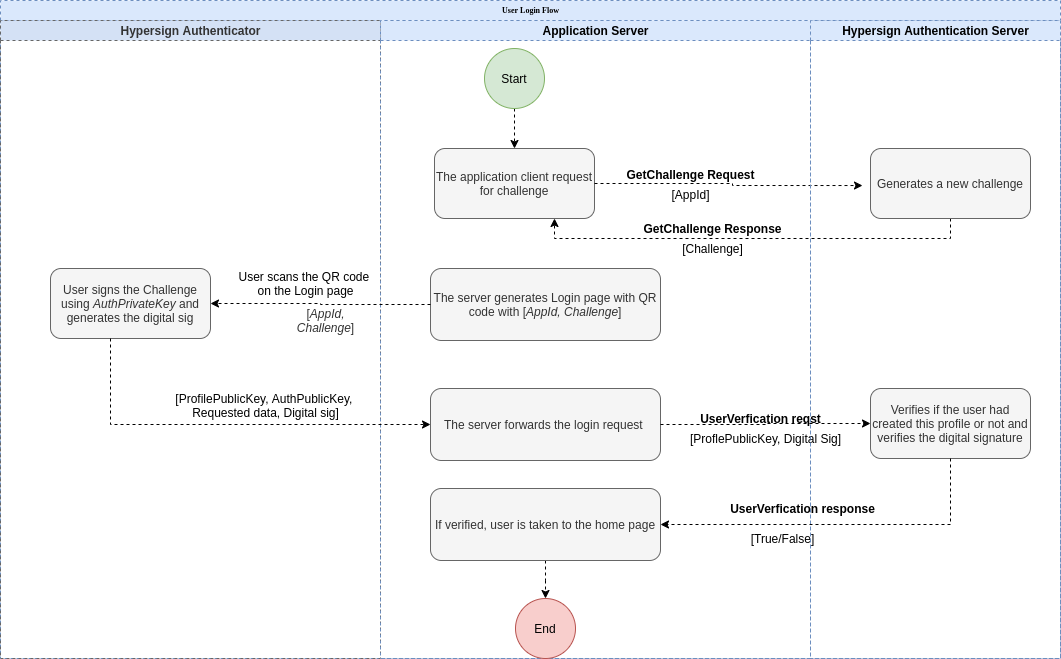 User Login Flow
Hypersign Authenticator
Application Server
Hypersign Authentication Server
Start
The application client request
for challenge
GetChallenge Request
[AppId]
Generates a new challenge
GetChallenge Response
[Challenge]
User signs the Challenge
using AuthPrivateKey and
generates the digital sig
User scans the QR code
on the Login page
[AppId,
Challenge]
The server generates Login page with QR
code with [AppId, Challenge]
[ProfilePublicKey, AuthPublicKey,
Requested data, Digital sig]
The server forwards the login request
UserVerfication reqst
[ProflePublicKey, Digital Sig]
Verifies if the user had
created this profile or not and
verifies the digital signature
If verified, user is taken to the home page
UserVerfication response
[True/False]
End